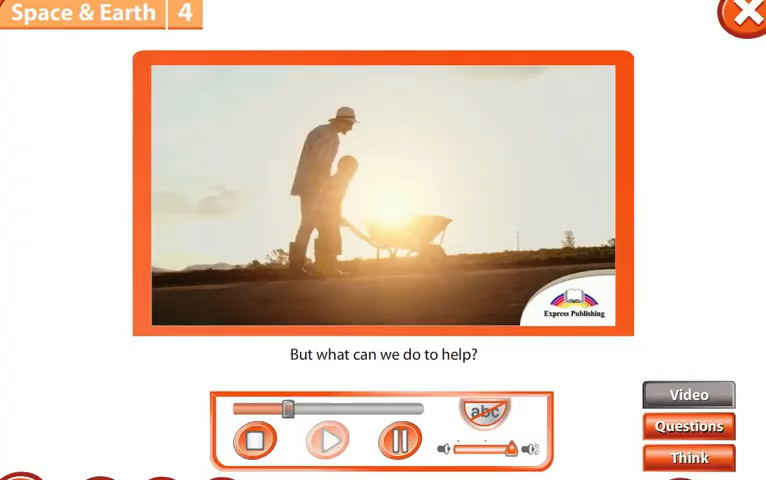 Space & Earth 4
Express Publishing
But what can we do to help?
abc
Video
Questions
Think